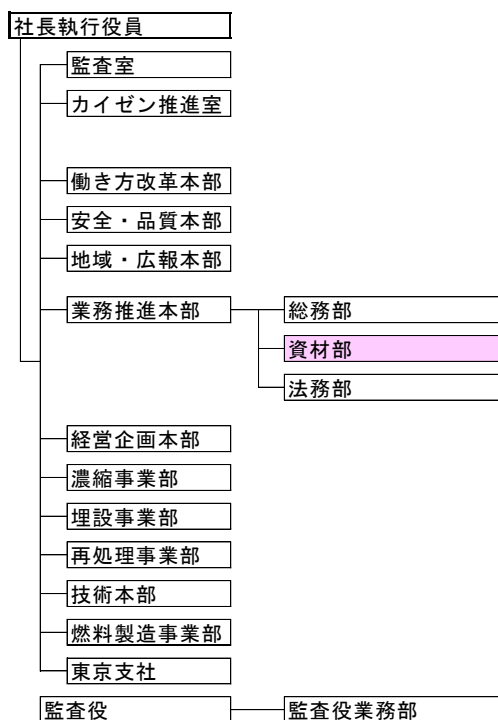 社長執行役員
監査室
カイゼン推進室
働き方改革本部
安全・品質本部
地域・広報本部
業務推進本部
総務部
資材部
法務部
経営企画本部
濃縮事業部
埋設事業部
再処理事業部
技術本部
燃料製造事業部
東京支社
監査役
監査役業務部